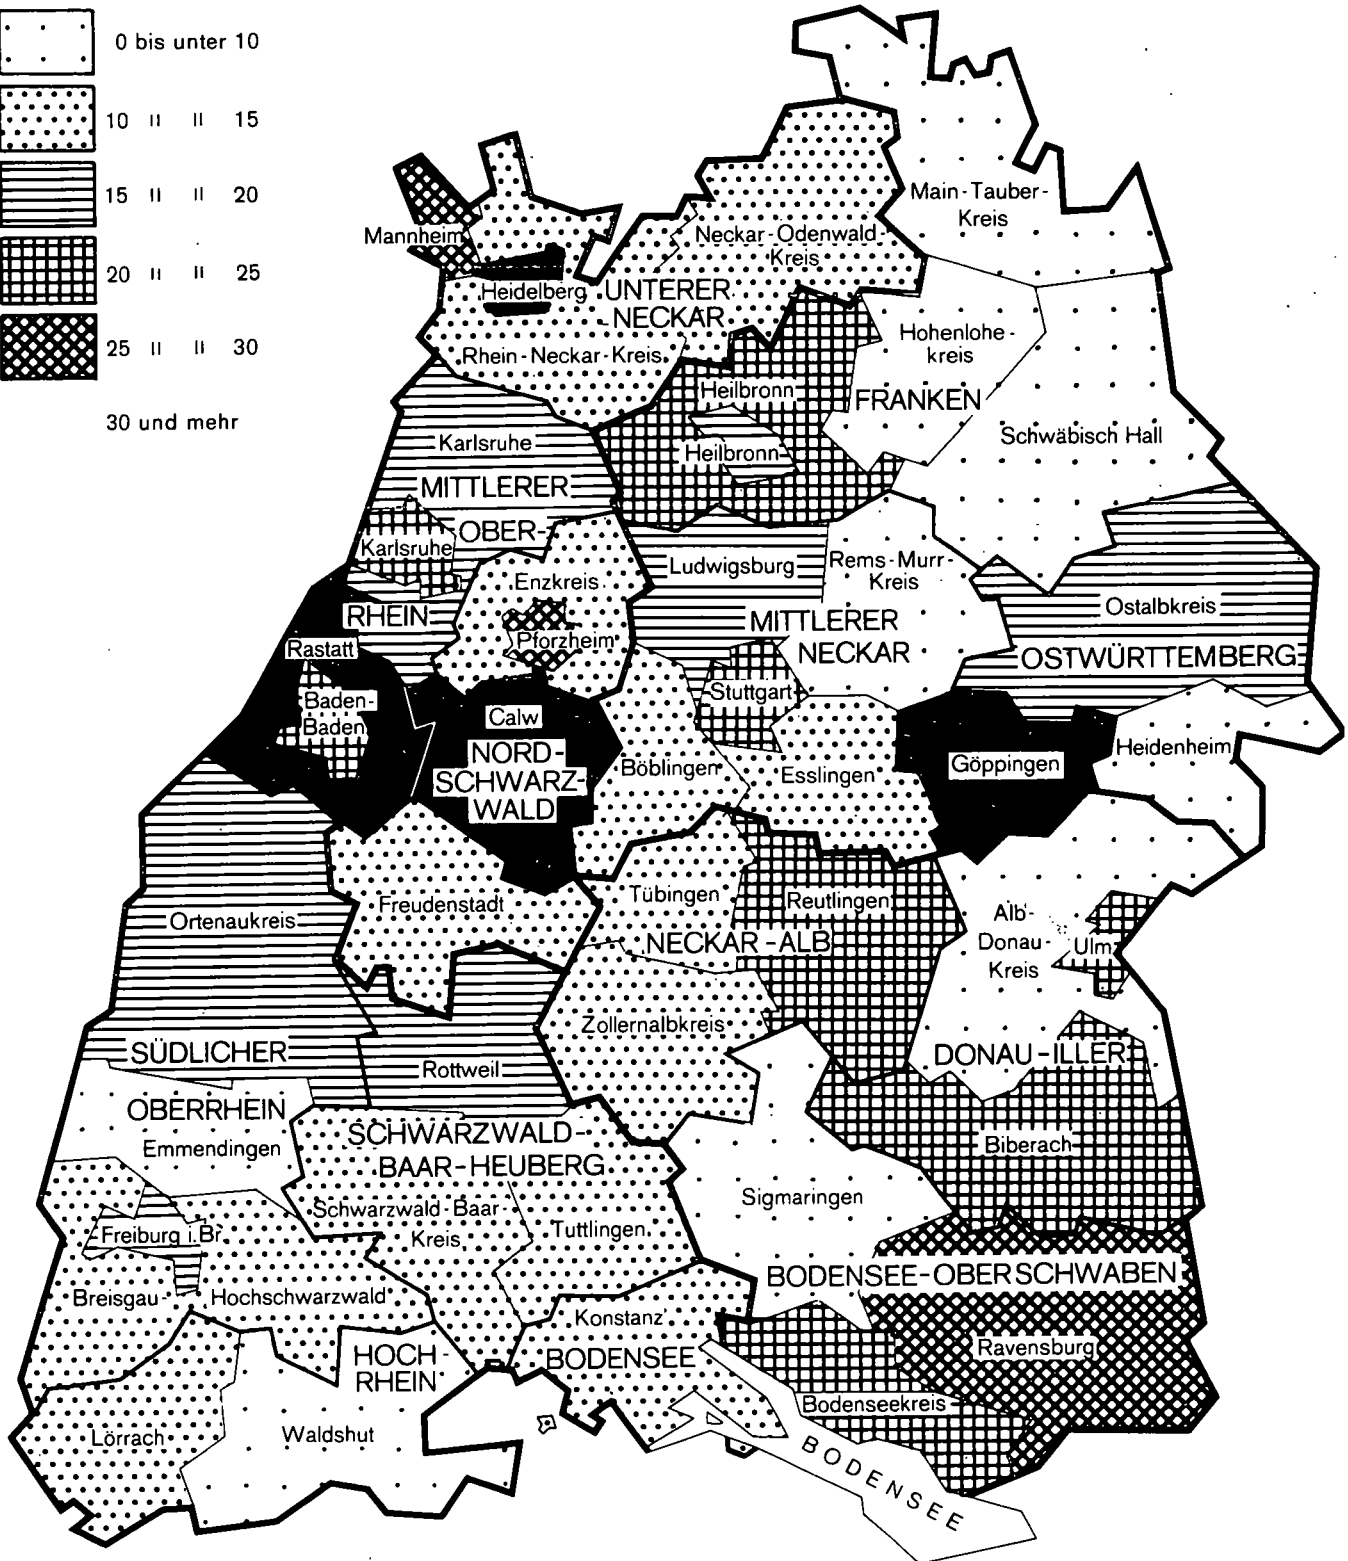 0 bis unter 10
10 " " 15
15 " " 20
20 " " 25
25 " " 30
30 und mehr
Main-Tauber-
Kreis
Mannheim
Neckar-Odenwald-
Kreis
Heidelberg
UNTERER
NECKAR
Hohenlohe-
kreis
Rhein-Neckar-Kreis
Heilbronn
FRANKEN
Schwäbisch Hall
Karlsruhe
Heilbronn
MITTLERER
OBER-
Karlsruhe
Enzkreis
Ludwigsburg
Rems-Murr-
Kreis
Ostalbkreis
RHEIN
MITTLERER
NECKAR
Pforzheim
Rastatt
OSTWÜRTTEMBERG
Stuttgart
Baden-
Baden
Calw
NORD-
SCHWARZ-
WALD
Böblingen
Esslingen
Göppingen
Heidenheim
Tübingen
Reutlingen
Freudenstadt
Ortenaukreis
Alb-
Donau-
Kreis
Ulm
NECKAR-ALB
Zollernalbkreis
SÜDLICHER
OBERRHEIN
Rottweil
DONAU-ILLER
Emmendingen
SCHWARZWALD-
BAAR-HEUBERG
Biberach
Sigmaringen
Schwarzwald-Baar-
Kreis
Tuttlingen
Freiburg i.Br
BODENSEE-OBERSCHWABEN
Breisgau-
Hochschwarzwald
Konstanz
Ravensburg
HOCH-
RHEIN
BODENSEE
Bodenseekreis
Lörrach
Waldshut
BODENSEE